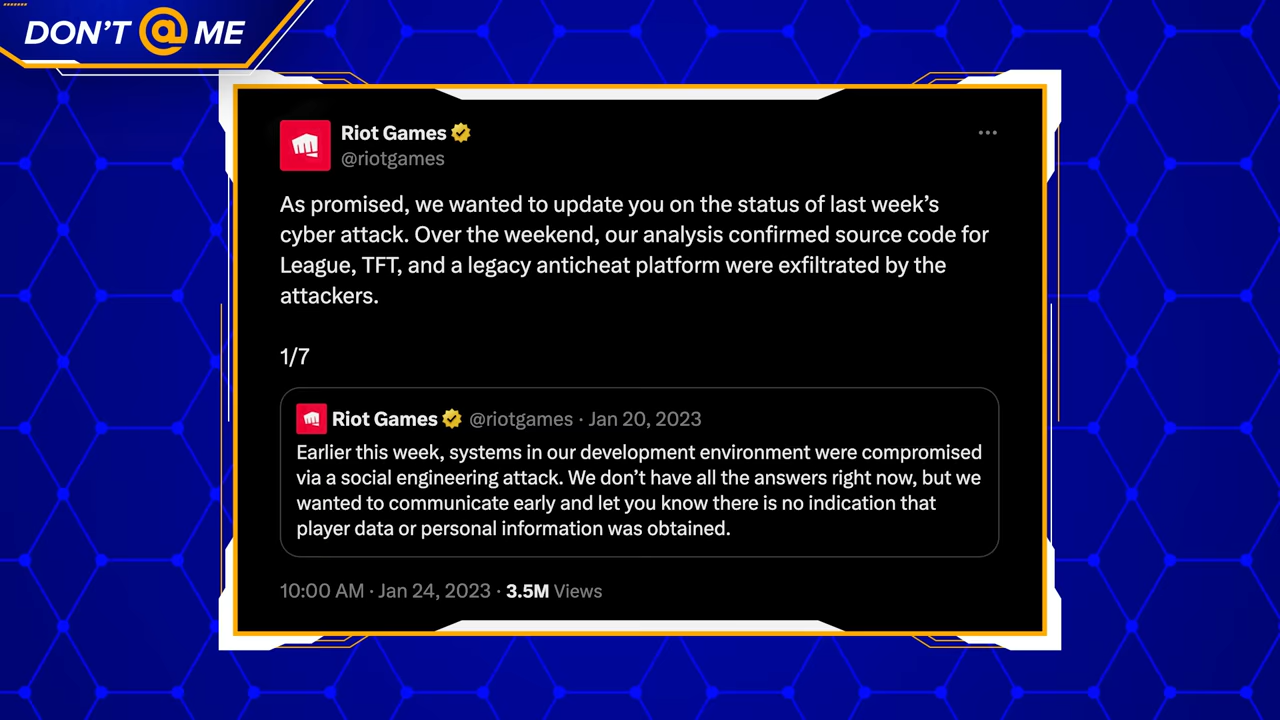 DON'T @ ME
Riot Games
@riotgames
As promised, we wanted to update you on the status of last week’s
cyber attack. Over the weekend, our analysis confirmed source code for
League, TFT, and a legacy anticheat platform were exfiltrated by the
attackers.
1/7
Riot Games @riotgames · Jan 20, 2023
Earlier this week, systems in our development environment were compromised
via a social engineering attack. We don’t have all the answers right now, but we
wanted to communicate early and let you know there is no indication that
player data or personal information was obtained.
10:00 AM · Jan 24, 2023 · 3.5M Views